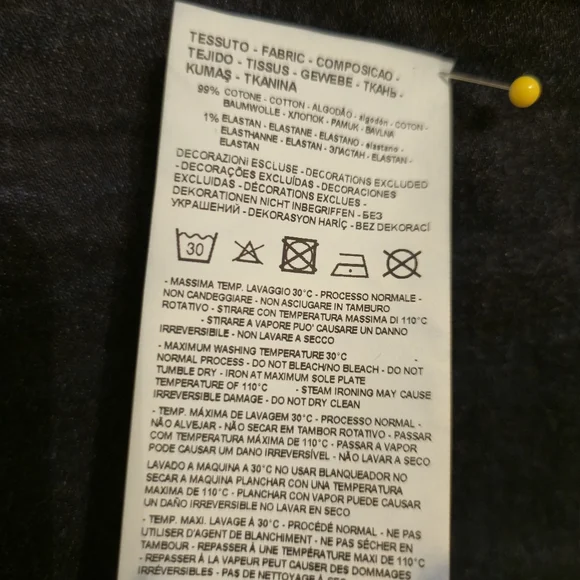 TESSUTO - FABRIC - COMPOSICAO -
TEJIDO - TISSUS - GEWEBE - ТКАНЬ -
KUMAŞ - TKANINA
99% COTONE - COTTON - ALGODÃO - algodón - COTON -
BAUMWOLLE - ХЛОПОК - PAMUK - BAVLNA
1% ELASTAN - ELASTANE - ELASTANO - elastano -
ELASTHANNE - ELASTAN - ЭЛАСТАН - ELASTAN -
ELASTAN
DECORAZIONI ESCLUSE - DECORATIONS EXCLUDED
- DECORAÇÕES EXCLUÍDAS - DECORACIONES
EXCLUIDAS - DÉCORATIONS EXCLUES -
DEKORATIONEN NICHT INBEGRIFFEN - БЕЗ
УКРАШЕНИЙ - DEKORASYON HARİÇ - BEZ DEKORACÍ
30
- MASSIMA TEMP. LAVAGGIO 30°C - PROCESSO NORMALE -
NON CANDEGGIARE - NON ASCIUGARE IN TAMBURO
ROTATIVO - STIRARE CON TEMPERATURA MASSIMA DI 110°C
- STIRARE A VAPORE PUO' CAUSARE UN DANNO
IRREVERSIBILE - NON LAVARE A SECCO
- MAXIMUM WASHING TEMPERATURE 30°C
NORMAL PROCESS - DO NOT BLEACH/NO BLEACH - DO NOT
TUMBLE DRY - IRON AT MAXIMUM SOLE PLATE
TEMPERATURE OF 110°C - STEAM IRONING MAY CAUSE
IRREVERSIBLE DAMAGE - DO NOT DRY CLEAN
- TEMP. MÁXIMA DE LAVAGEM 30°C - PROCESSO NORMAL -
NÃO ALVEJAR - NÃO SECAR EM TAMBOR ROTATIVO - PASSAR
COM TEMPERATURA MÁXIMA DE 110°C - PASSAR A VAPOR
PODE CAUSAR UM DANO IRREVERSÍVEL - NÃO LAVAR A SECO
LAVADO A MAQUINA A 30°C NO USAR BLANQUEADOR NO
SECAR A MAQUINA PLANCHAR CON UNA TEMPERATURA
MAXIMA DE 110°C - PLANCHAR CON VAPOR PUEDE CAUSAR
UN DAÑO IRREVERSIBLE NO LAVAR EN SECO
- TEMP. MAXI. LAVAGE À 30°C - PROCÉDÉ NORMAL - NE PAS
UTILISER D'AGENT DE BLANCHIMENT - NE PAS SÉCHER EN
TAMBOUR - REPASSER À UNE TEMPÉRATURE MAXI DE 110°C
- REPASSER À LA VAPEUR PEUT CAUSER DES DOMMAGES
IRRÉVERSIBLES - PAS DE NETTOYAGE À